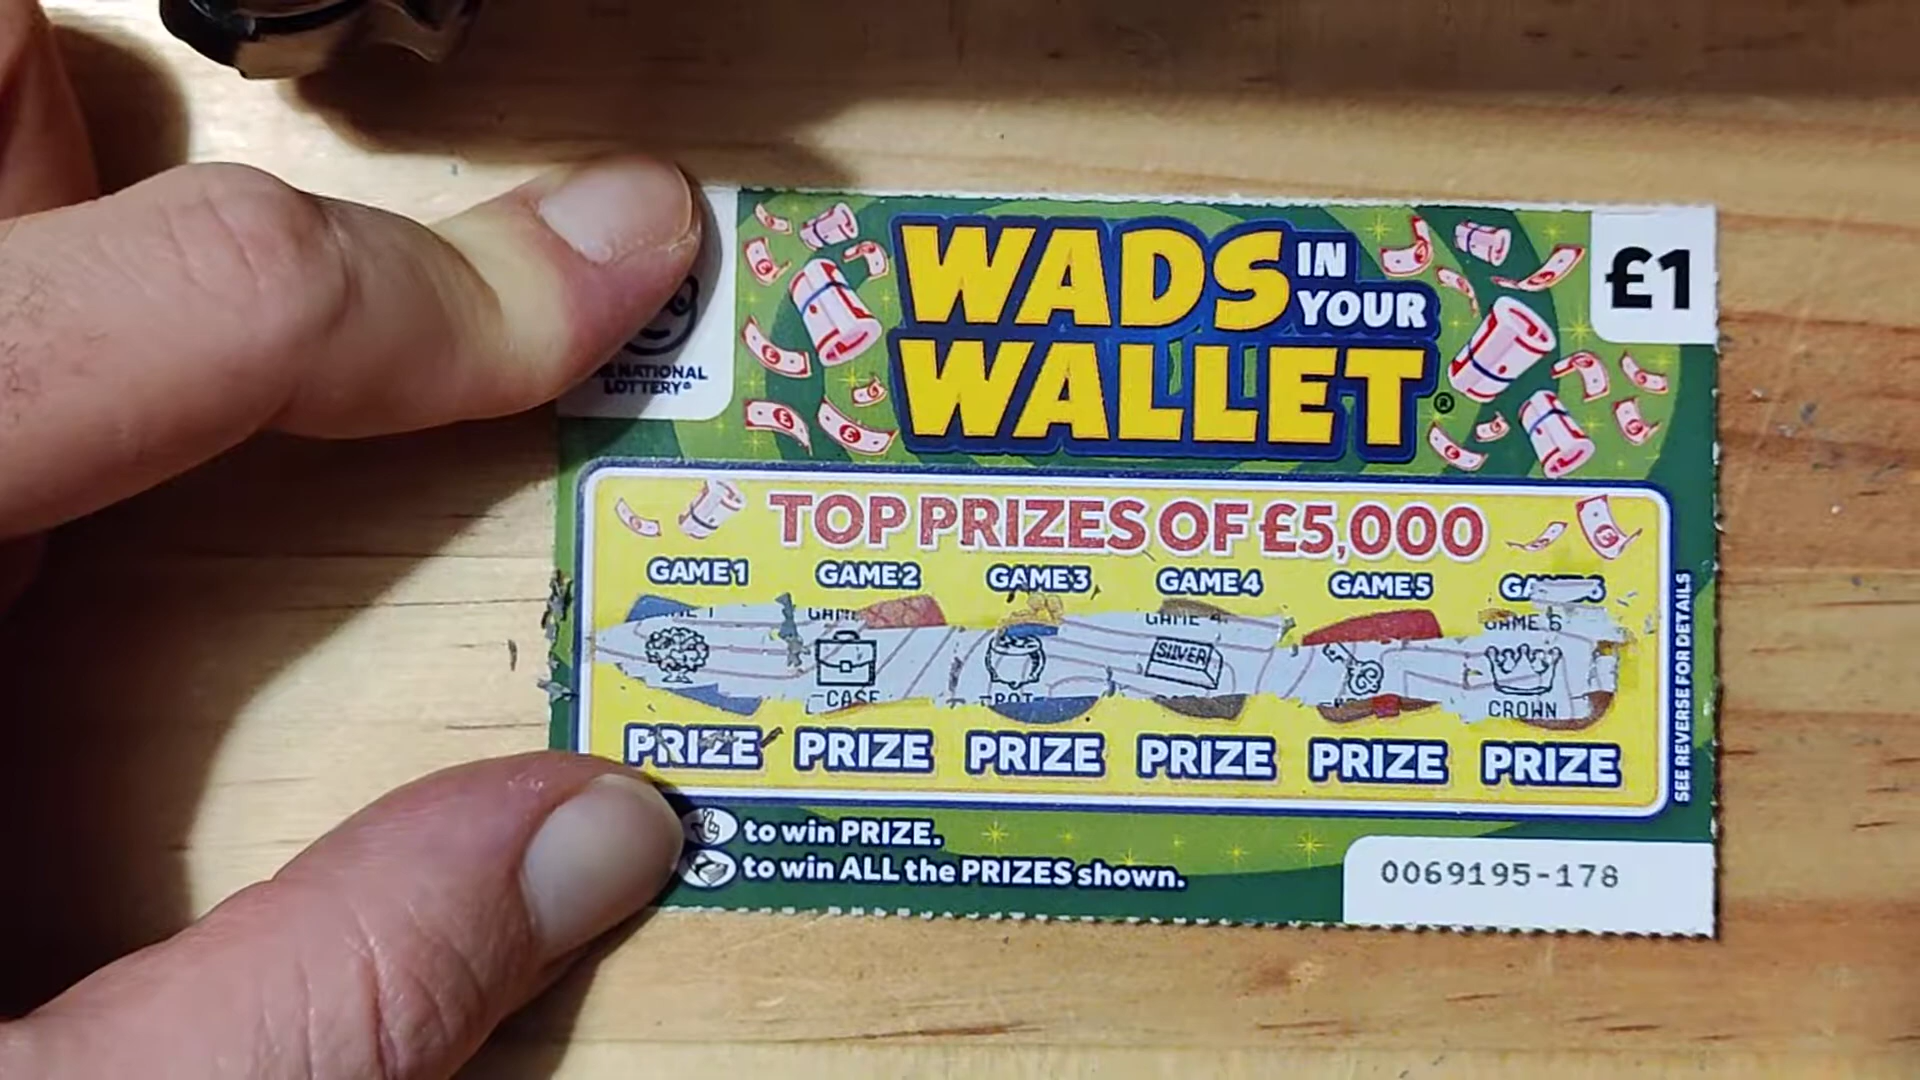 NATIONAL
LOTTERY®
WADS IN
YOUR
WALLET®
£1
TOP PRIZES OF £5,000
GAME 1 GAME 2 GAME 3 GAME 4 GAME 5
GAME 4 GAME 6
SILVER
CASE POT CROWN
PRIZE PRIZE PRIZE PRIZE PRIZE PRIZE
SEE REVERSE FOR DETAILS
to win PRIZE.
to win ALL the PRIZES shown.
0069195-178